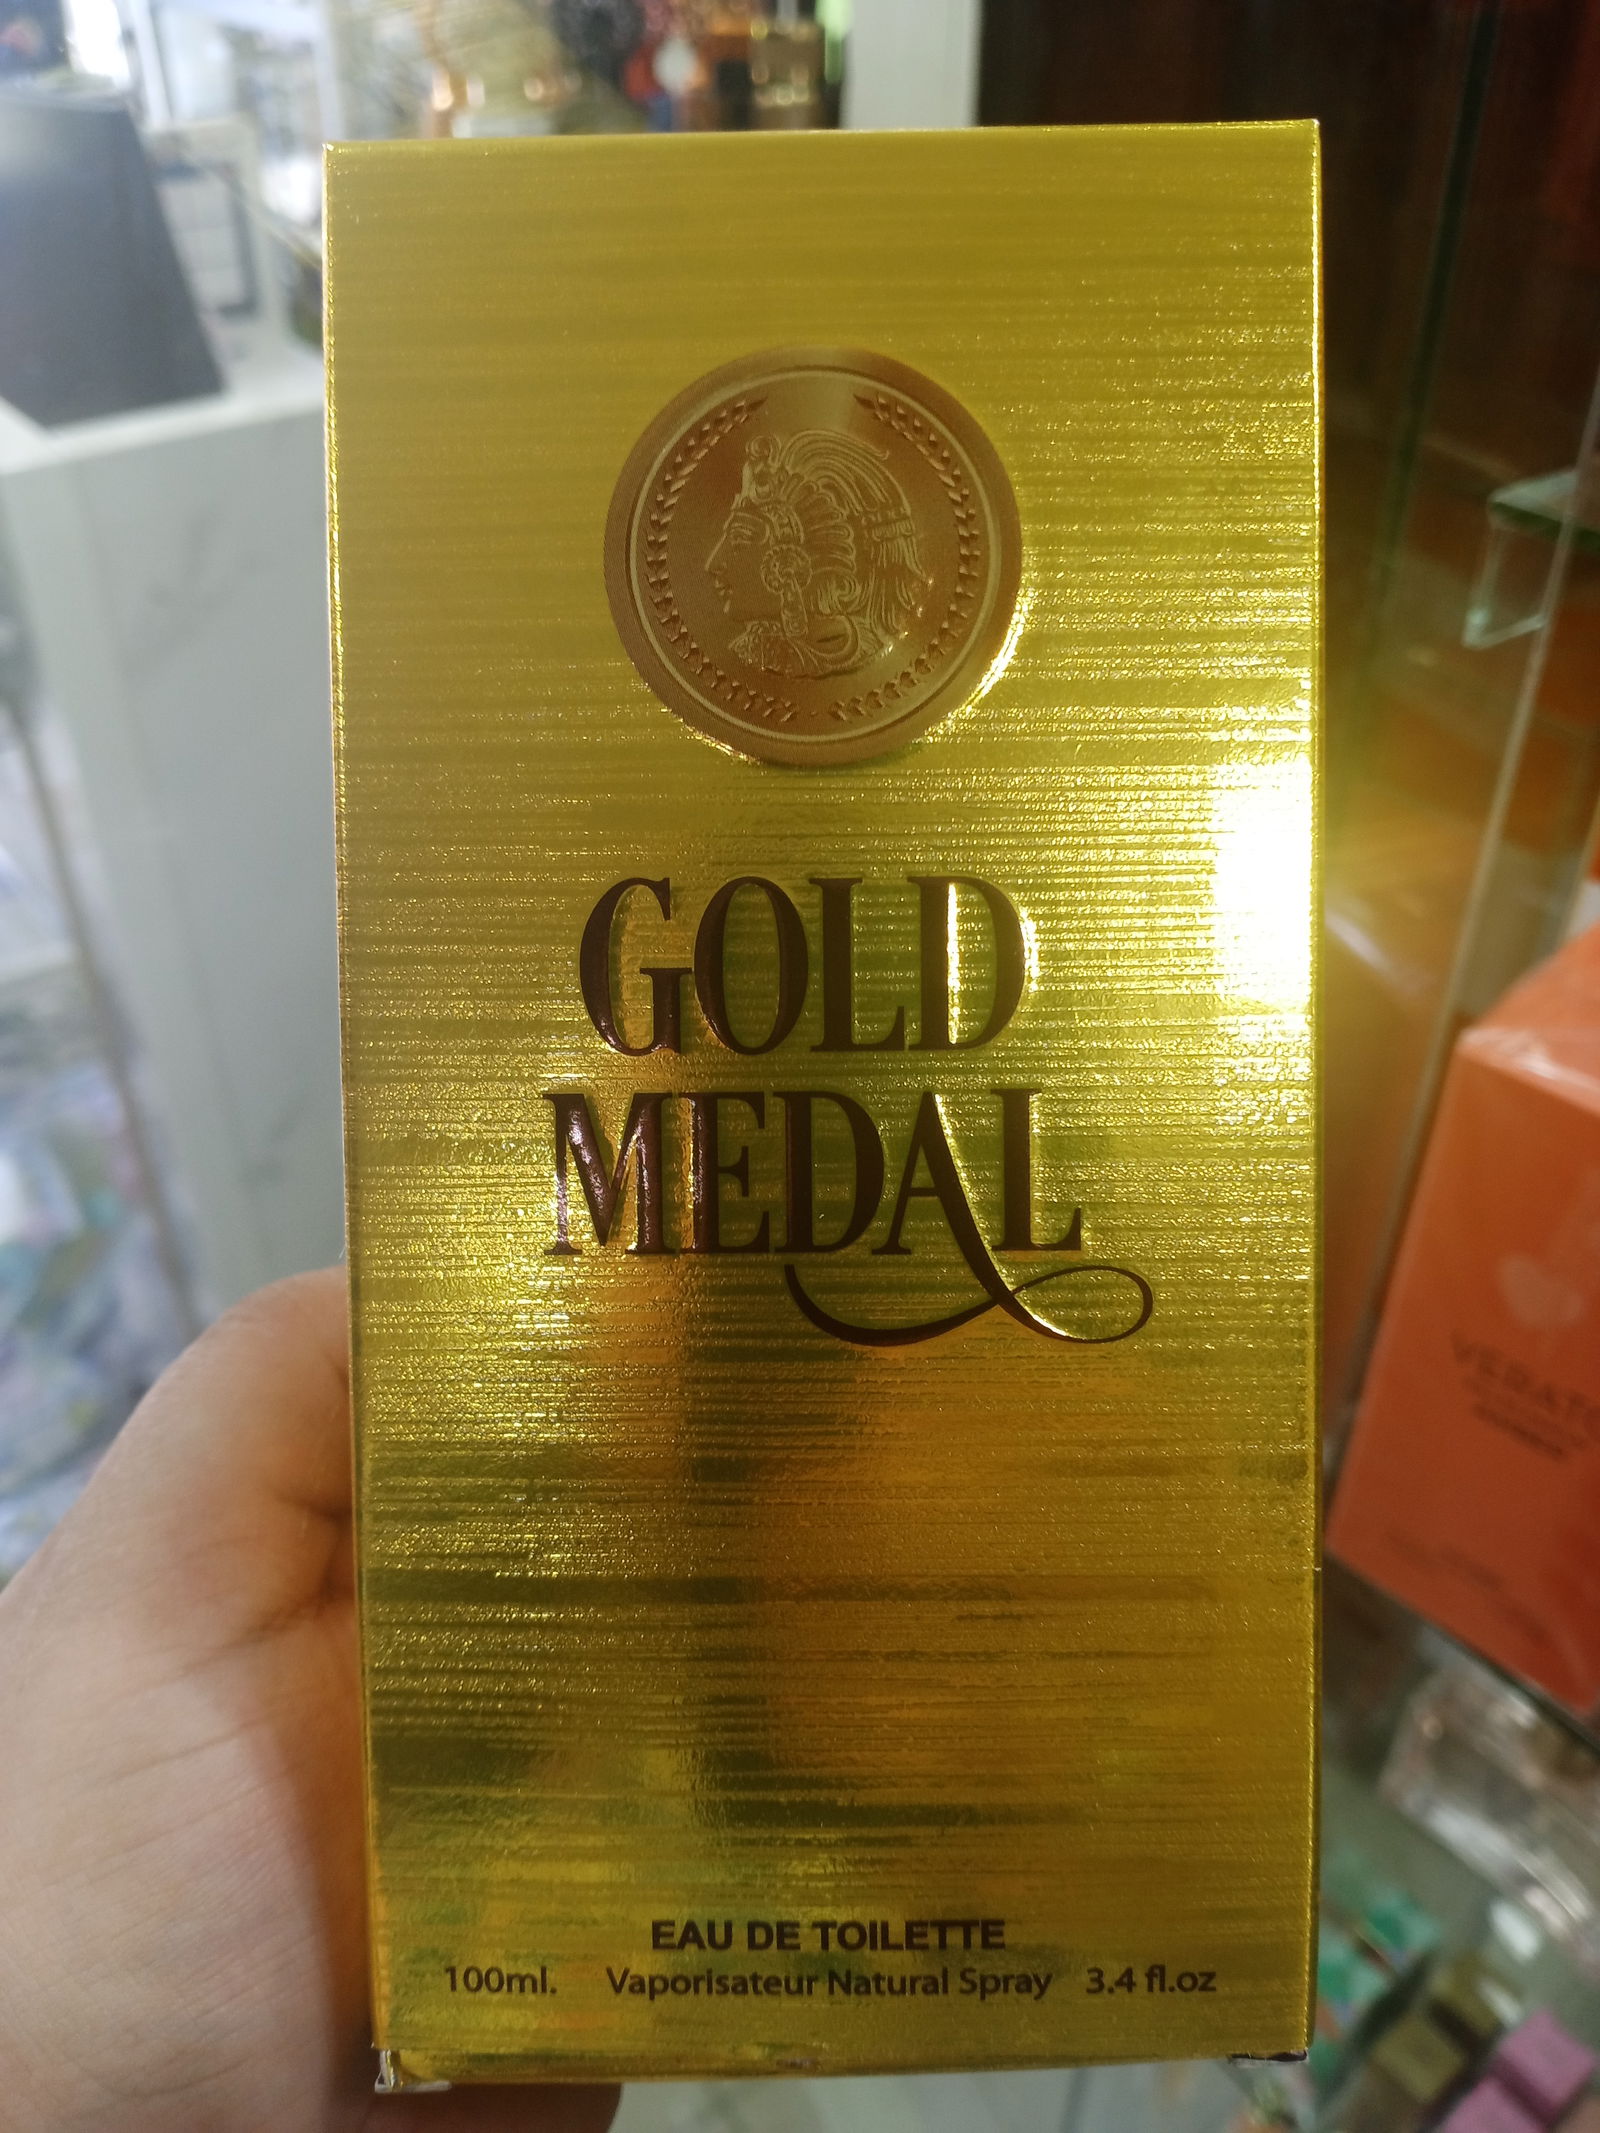 GOLD
MEDAL
EAU DE TOILETTE
100ml. Vaporisateur Natural Spray 3.4 fl.oz